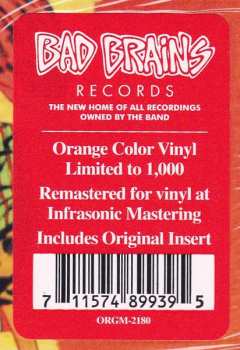 BAD BRAINS
RECORDS
THE NEW HOME OF ALL RECORDINGS
OWNED BY THE BAND
Orange Color Vinyl
Limited to 1,000
Remastered for vinyl at
Infrasonic Mastering
Includes Original Insert
7 11574 89939 5
ORGM-2180